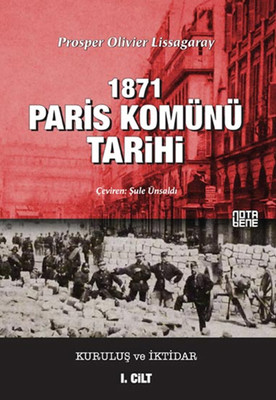 Prosper Olivier Lissagaray
1871
PARİS KOMÜNÜ
TARİHİ
Çeviren: Şule Ünsaldı
NOTA
BENE
KURULUŞ ve İKTİDAR
I. CİLT